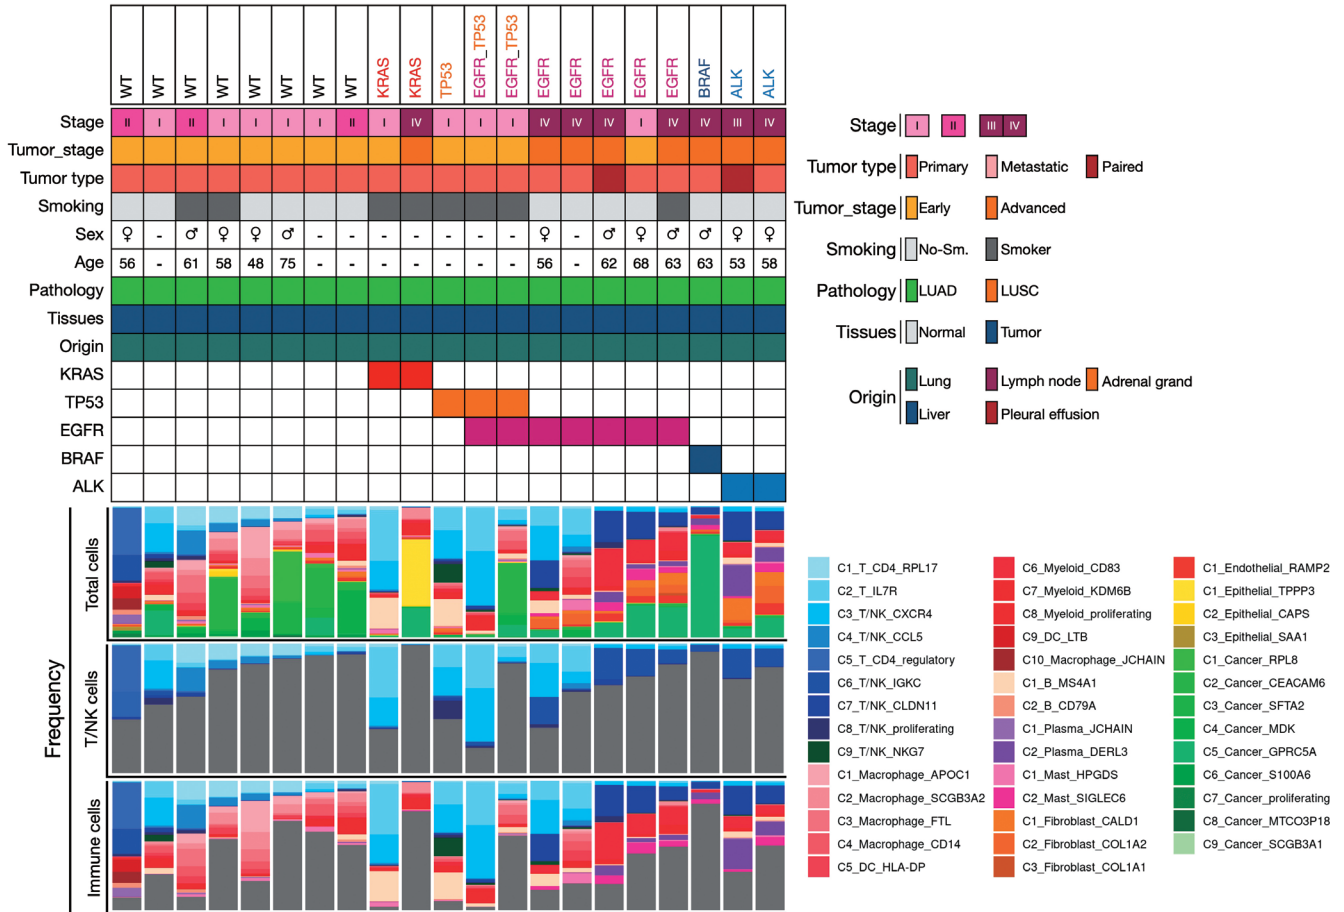 WT WT WT WT WT WT WT WT KRAS KRAS TP53 EGFR_TP53 EGFR_TP53 EGFR EGFR EGFR EGFR EGFR BRAF ALK ALK
Stage II I II I I I I II I IV I I I IV IV IV I IV IV III IV
Tumor_stage
Tumor type
Smoking
Sex ♀ - ♂ ♀ ♀ ♂ - - - - - - - ♀ - ♂ ♀ ♂ ♂ ♀ ♀
Age 56 - 61 58 48 75 - - - - - - - 56 - 62 68 63 63 53 58
Pathology
Tissues
Origin
KRAS
TP53
EGFR
BRAF
ALK
Stage I II III IV
Tumor type Primary Metastatic Paired
Tumor_stage Early Advanced
Smoking No-Sm. Smoker
Pathology LUAD LUSC
Tissues Normal Tumor
Origin
Lung Lymph node Adrenal grand
Liver Pleural effusion
Frequency
Total cells
T/NK cells
Immune cells
C1_T_CD4_RPL17
C2_T_IL7R
C3_T/NK_CXCR4
C4_T/NK_CCL5
C5_T_CD4_regulatory
C6_T/NK_IGKC
C7_T/NK_CLDN11
C8_T/NK_proliferating
C9_T/NK_NKG7
C1_Macrophage_APOC1
C2_Macrophage_SCGB3A2
C3_Macrophage_FTL
C4_Macrophage_CD14
C5_DC_HLA-DP
C6_Myeloid_CD83
C7_Myeloid_KDM6B
C8_Myeloid_proliferating
C9_DC_LTB
C10_Macrophage_JCHAIN
C1_B_MS4A1
C2_B_CD79A
C1_Plasma_JCHAIN
C2_Plasma_DERL3
C1_Mast_HPGDS
C2_Mast_SIGLEC6
C1_Fibroblast_CALD1
C2_Fibroblast_COL1A2
C3_Fibroblast_COL1A1
C1_Endothelial_RAMP2
C1_Epithelial_TPPP3
C2_Epithelial_CAPS
C3_Epithelial_SAA1
C1_Cancer_RPL8
C2_Cancer_CEACAM6
C3_Cancer_SFTA2
C4_Cancer_MDK
C5_Cancer_GPRC5A
C6_Cancer_S100A6
C7_Cancer_proliferating
C8_Cancer_MTCO3P18
C9_Cancer_SCGB3A1